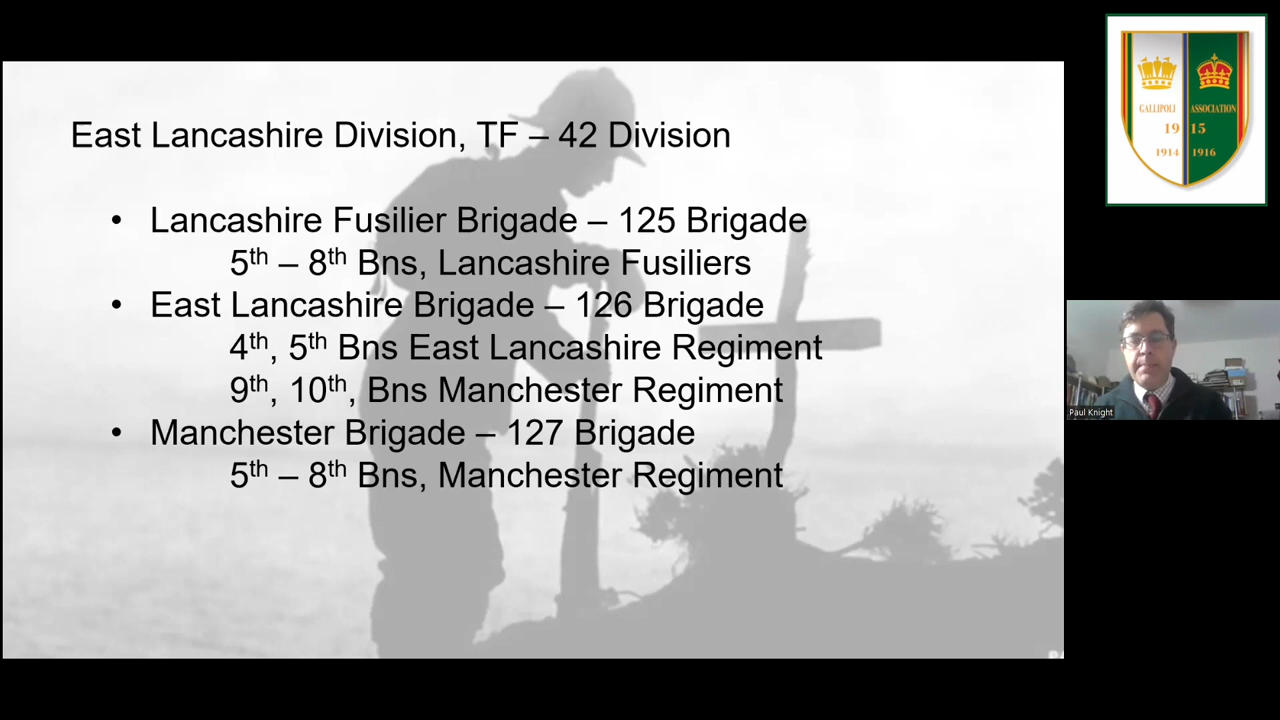 East Lancashire Division, TF – 42 Division
• Lancashire Fusilier Brigade – 125 Brigade
5th – 8th Bns, Lancashire Fusiliers
• East Lancashire Brigade – 126 Brigade
4th, 5th Bns East Lancashire Regiment
9th, 10th, Bns Manchester Regiment
• Manchester Brigade – 127 Brigade
5th – 8th Bns, Manchester Regiment
GALLIPOLI ASSOCIATION
19 15
1914 1916
Paul Knight